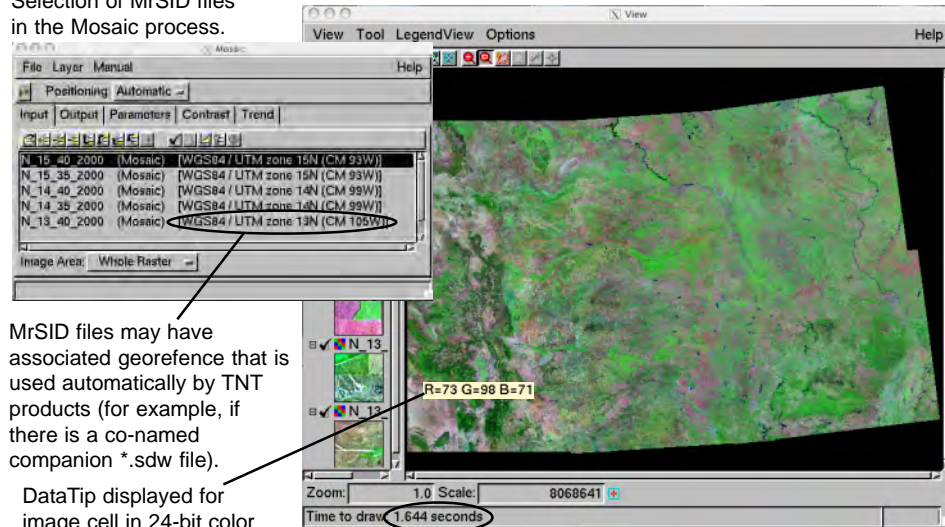 Selection of MrSID files
in the Mosaic process.
Mosaic
File Layer Manual Help
Positioning Automatic
Input Output Parameters Contrast Trend
N_15_40_2000 (Mosaic) [WGS84 / UTM zone 15N (CM 93W)]
N_15_35_2000 (Mosaic) [WGS84 / UTM zone 15N (CM 93W)]
N_14_40_2000 (Mosaic) [WGS84 / UTM zone 14N (CM 99W)]
N_14_35_2000 (Mosaic) [WGS84 / UTM zone 14N (CM 99W)]
N_13_40_2000 (Mosaic) [WGS84 / UTM zone 13N (CM 105W)]
Image Area: Whole Raster
MrSID files may have
associated georefence that is
used automatically by TNT
products (for example, if
there is a co-named
companion *.sdw file).
DataTip displayed for
image cell in 24-bit color
View
View Tool LegendView Options Help
N_13_
N_13_
R=73 G=98 B=71
Zoom: 1.0 Scale: 8068641
Time to draw 1.644 seconds